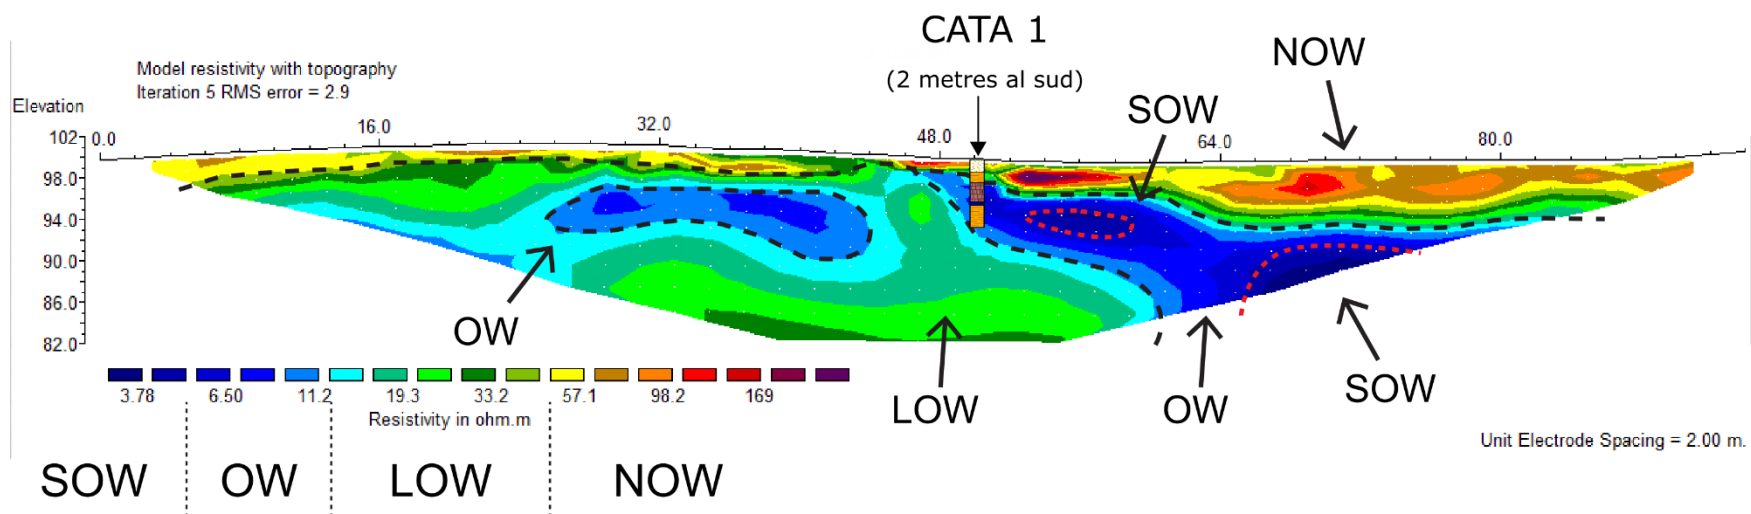 CATA 1
(2 metres al sud)
NOW
SOW
Model resistivity with topography
Iteration 5 RMS error = 2.9
Elevation
0.0 16.0 32.0 48.0 64.0 80.0
102
98.0
94.0
90.0
86.0
82.0
OW
LOW
OW
SOW
3.78 6.50 11.2 19.3 33.2 57.1 98.2 169
Resistivity in ohm.m
Unit Electrode Spacing = 2.00 m.
SOW OW LOW NOW